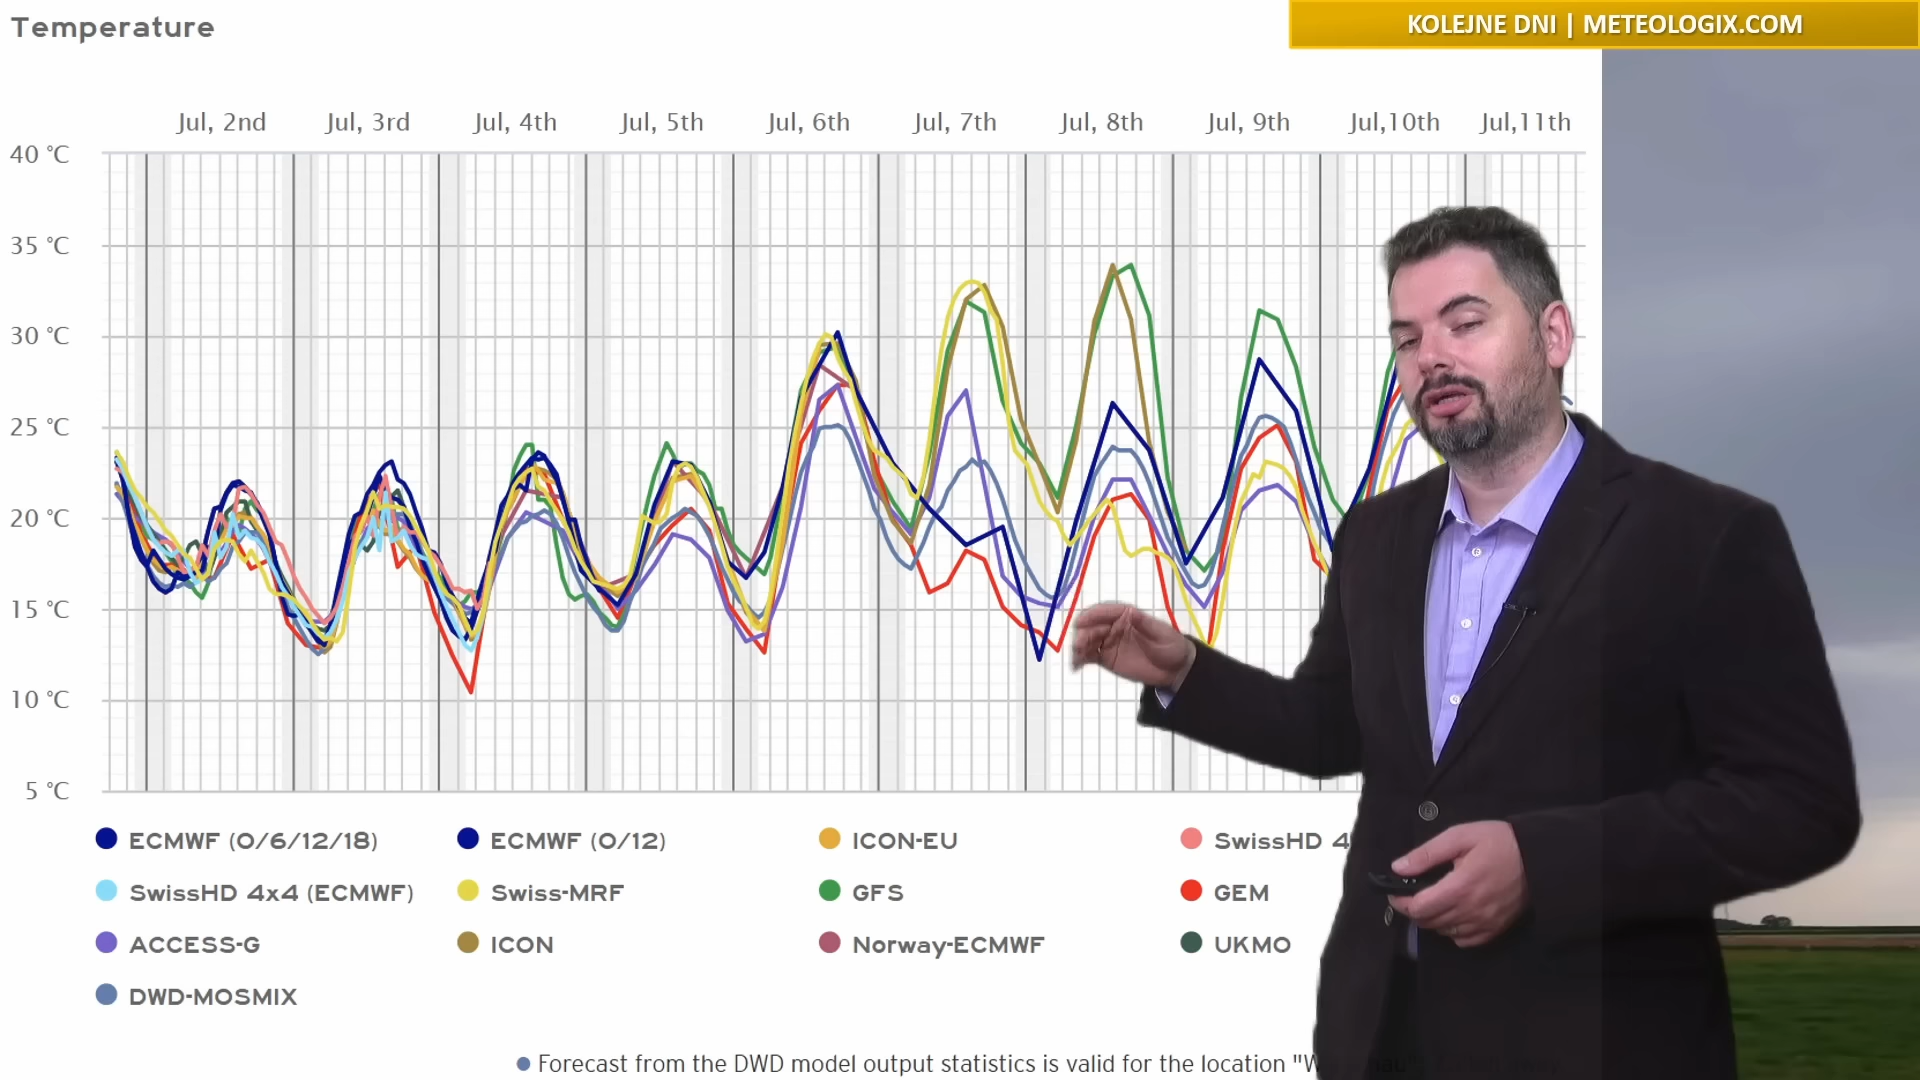 Temperature
KOLEJNE DNI | METEOLOGIX.COM
Jul, 2nd Jul, 3rd Jul, 4th Jul, 5th Jul, 6th Jul, 7th Jul, 8th Jul, 9th Jul,10th Jul,11th
40 °C
35 °C
30 °C
25 °C
20 °C
15 °C
10 °C
5 °C
ECMWF (0/6/12/18) ECMWF (0/12) ICON-EU SwissHD
SwissHD 4x4 (ECMWF) Swiss-MRF GFS GEM
ACCESS-G ICON Norway-ECMWF UKMO
DWD-MOSMIX
Forecast from the DWD model output statistics is valid for the location